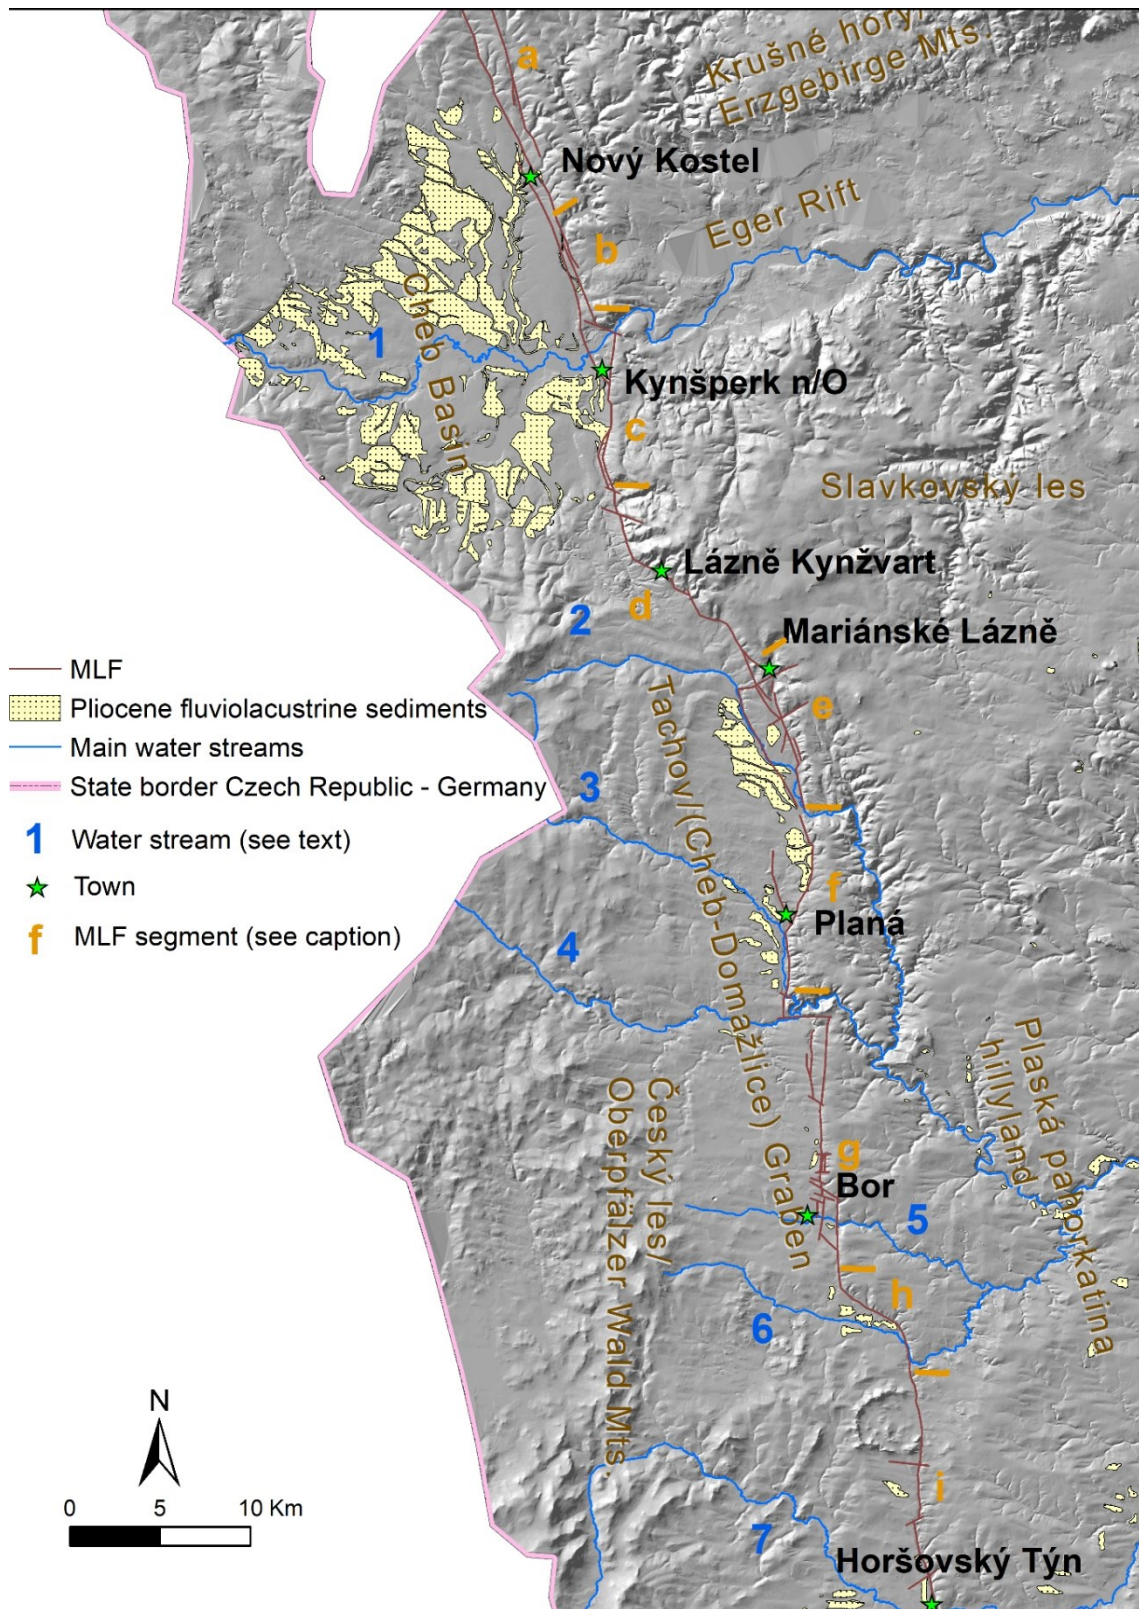 a
Krušné hory/
Erzgebirge Mts.
Nový Kostel
Eger Rift
b
Cheb Basin
1
Kynšperk n/O
c
Slavkovský les
Lázně Kynžvart
d
2
Mariánské Lázně
MLF
Pliocene fluviolacustrine sediments
Main water streams
State border Czech Republic - Germany
1 Water stream (see text)
Town
f MLF segment (see caption)
e
Tachov/(Cheb-Domažlice) Graben
3
f
Planá
4
Plaská pahorkatina
hillyland
Český les/
Oberpfälzer Wald Mts.
g
Bor
5
h
6
N
0 5 10 Km
i
7
Horšovský Týn